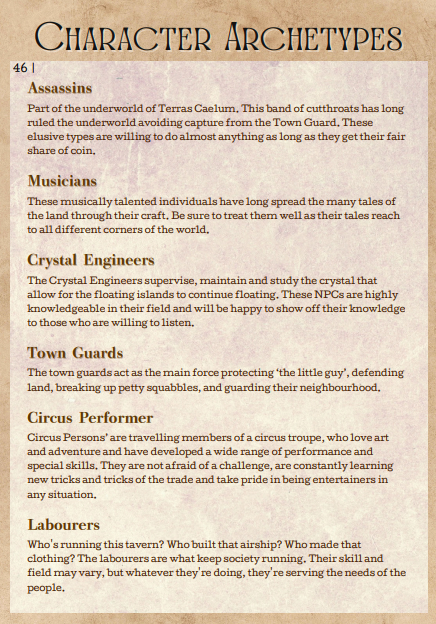 Character Archetypes
46 |
Assassins
Part of the underworld of Terras Caelum. This band of cutthroats has long
ruled the underworld avoiding capture from the Town Guard. These
elusive types are willing to do almost anything as long as they get their fair
share of coin.
Musicians
These musically talented individuals have long spread the many tales of
the land through their craft. Be sure to treat them well as their tales reach
to all different corners of the world.
Crystal Engineers
The Crystal Engineers supervise, maintain and study the crystal that
allow for the floating islands to continue floating. These NPCs are highly
knowledgeable in their field and will be happy to show off their knowledge
to those who are willing to listen.
Town Guards
The town guards act as the main force protecting ‘the little guy’, defending
land, breaking up petty squabbles, and guarding their neighbourhood.
Circus Performer
Circus Persons’ are travelling members of a circus troupe, who love art
and adventure and have developed a wide range of performance and
special skills. They are not afraid of a challenge, are constantly learning
new tricks and tricks of the trade and take pride in being entertainers in
any situation.
Labourers
Who's running this tavern? Who built that airship? Who made that
clothing? The labourers are what keep society running. Their skill and
field may vary, but whatever they're doing, they're serving the needs of the
people.